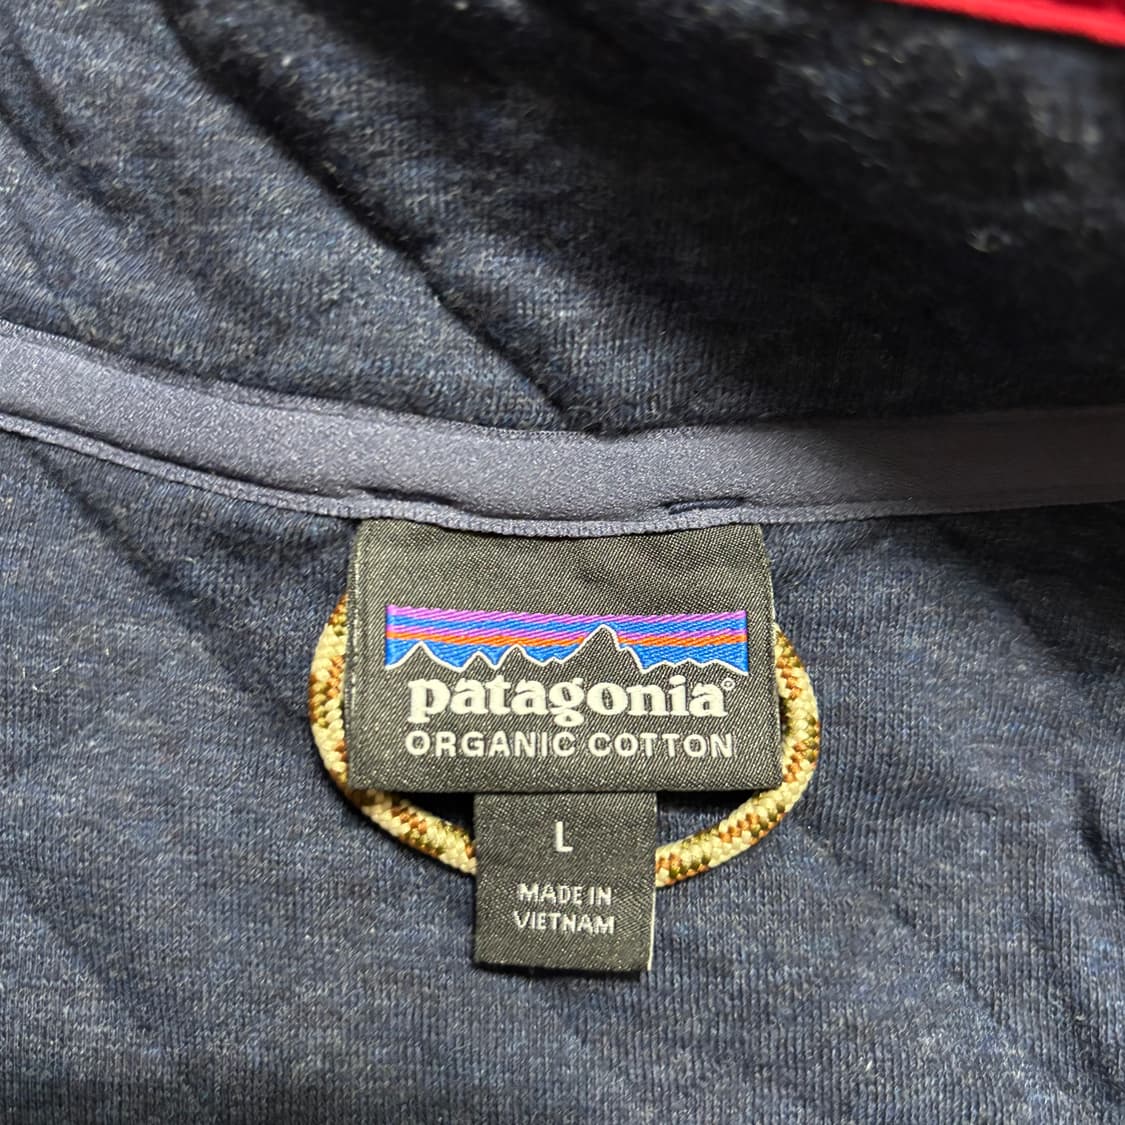 patagonia®
ORGANIC COTTON
L
MADE IN
VIETNAM